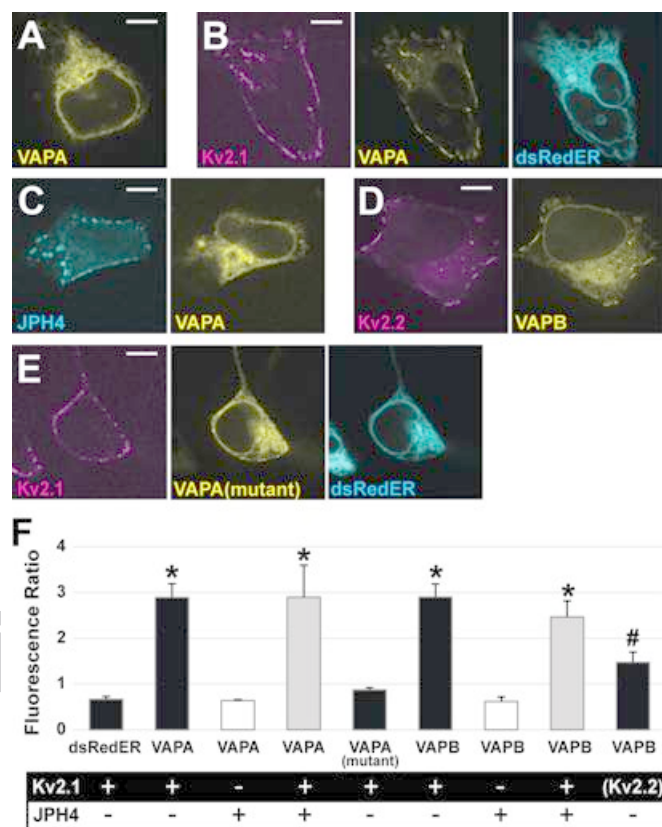 A
VAPA
B
Kv2.1
VAPA
dsRedER
C
JPH4
VAPA
D
Kv2.2
VAPB
E
Kv2.1
VAPA(mutant)
dsRedER
F
Fluorescence Ratio
4
3
2
1
0
* * * * #
dsRedER VAPA VAPA VAPA VAPA (mutant) VAPB VAPB VAPB VAPB
Kv2.1 + + - + + + - + (Kv2.2)
JPH4 - - + + - - + + -